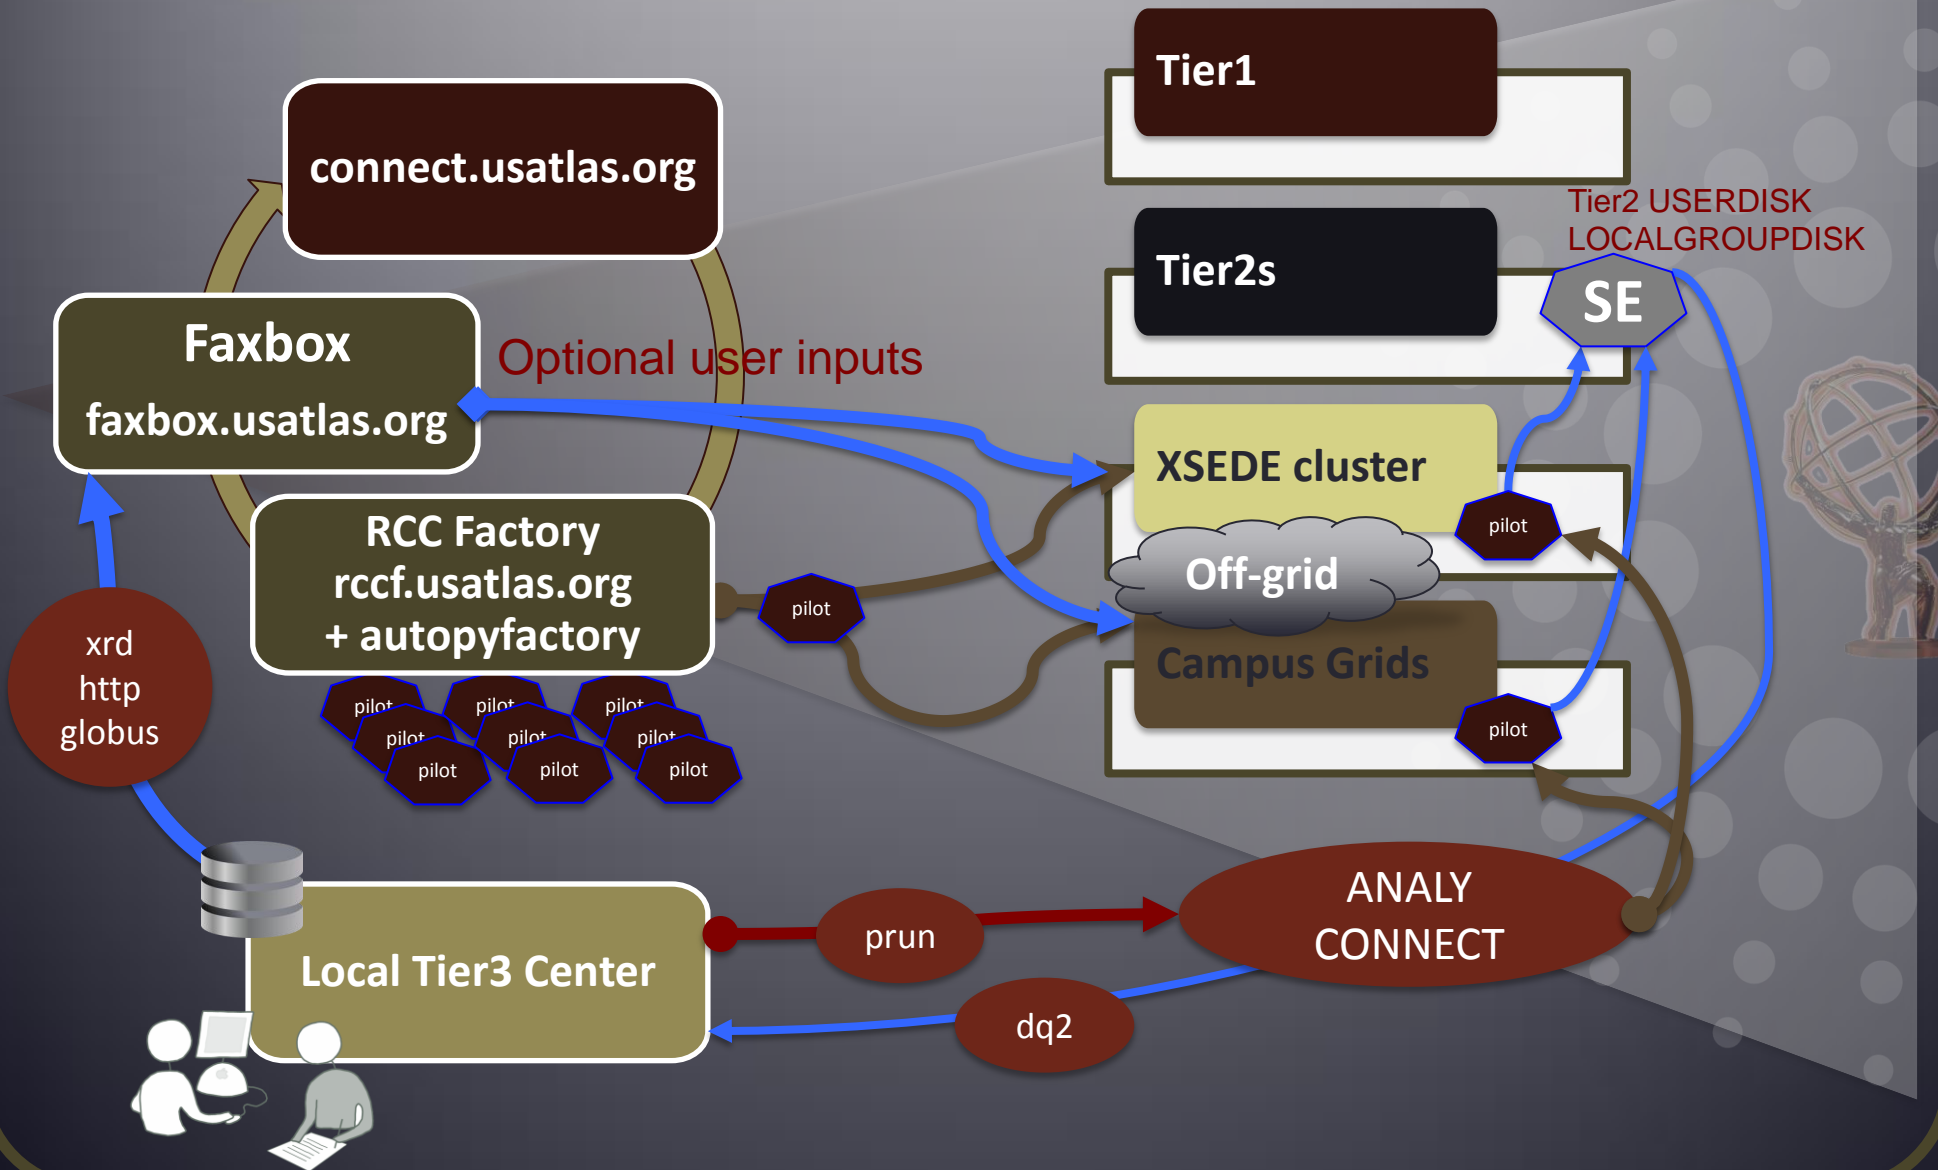 Tier1
connect.usatlas.org
Tier2 USERDISK
LOCALGROUPDISK
Tier2s
SE
Faxbox
faxbox.usatlas.org
Optional user inputs
XSEDE cluster
pilot
RCC Factory
rccf.usatlas.org
+ autopyfactory
Off-grid
pilot
Campus Grids
pilot
xrd
http
globus
pilot
pilot
pilot
pilot
pilot
pilot
pilot
pilot
pilot
ANALY
CONNECT
prun
Local Tier3 Center
dq2